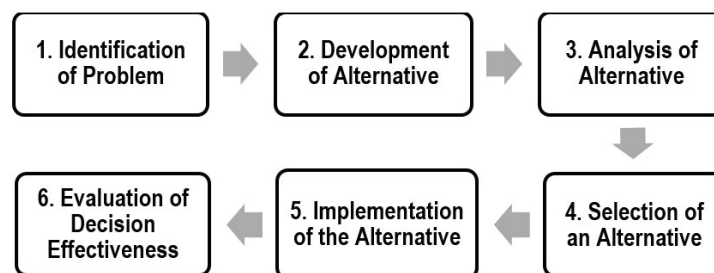 1. Identification
of Problem
2. Development
of Alternative
3. Analysis of
Alternative
4. Selection of
an Alternative
5. Implementation
of the Alternative
6. Evaluation of
Decision
Effectiveness